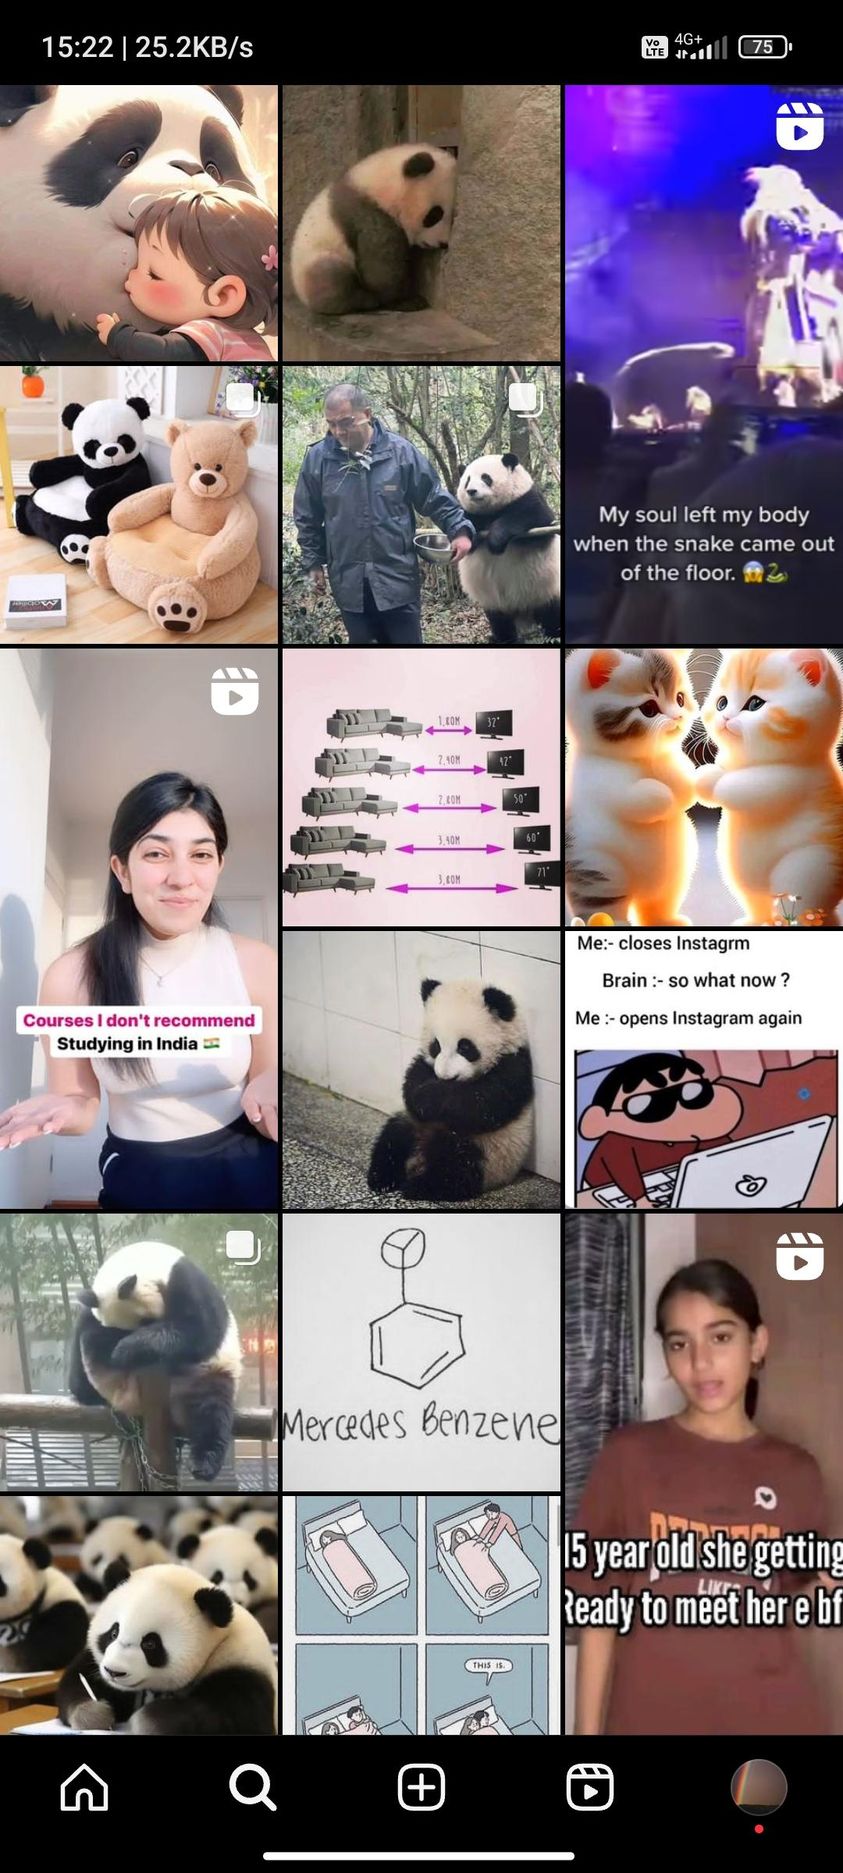 15:22 | 25.2KB/s
Vo
LTE
4G+
75
My soul left my body
when the snake came out
of the floor. 😱🐍
1,80M
32"
2,40M
42"
2,80M
50"
3,40M
60"
3,80M
71"
Courses I don't recommend
Studying in India 🇮🇳
Me:- closes Instagrm
Brain :- so what now ?
Me :- opens Instagram again
Mercedes Benzene
15 year old she getting
Ready to meet her e bf
THIS IS.